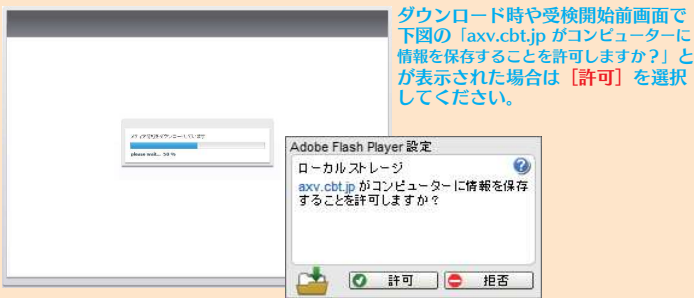 ダウンロード時や受検開始前画面で
下図の「axv.cbt.jp がコンピューターに
情報を保存することを許可しますか?」と
が表示された場合は［許可］を選択
してください。
please wait... 50 %
Adobe Flash Player 設定
ローカル ストレージ
axv.cbt.jp がコンピューターに情報を保存
することを許可しますか?
許可
拒否